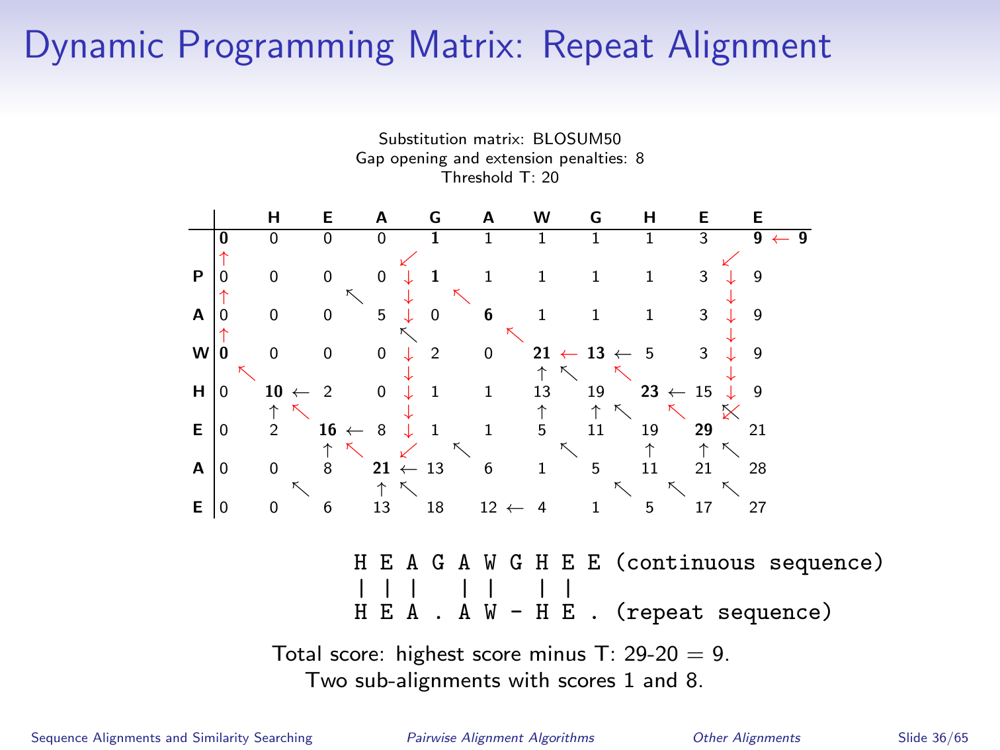 Dynamic Programming Matrix: Repeat Alignment
Substitution matrix: BLOSUM50
Gap opening and extension penalties: 8
Threshold T: 20
H E A G A W G H E E
0 0 0 0 1 1 1 1 1 3 9 ← 9
↑ ↙ ↙
P 0 0 0 0 ↓ 1 1 1 1 1 3 ↓ 9
↑ ↖ ↓ ↖ ↓
A 0 0 0 5 ↓ 0 6 1 1 1 3 ↓ 9
↑ ↖ ↖ ↓
W 0 0 0 0 ↓ 2 0 21 ← 13 ← 5 3 ↓ 9
↖ ↓ ↑ ↖ ↖ ↓
H 0 10 ← 2 0 ↓ 1 1 13 19 23 ← 15 ↓ 9
↑ ↖ ↓ ↑ ↑ ↖ ↖ ↖ ↙
E 0 2 16 ← 8 ↓ 1 1 5 11 19 29 21
↑ ↖ ↙ ↖ ↖ ↑ ↑ ↖
A 0 0 8 21 ← 13 6 1 5 11 21 28
↖ ↑ ↖ ↖ ↖ ↖
E 0 0 6 13 18 12 ← 4 1 5 17 27
H E A G A W G H E E (continuous sequence)
| | | | | | |
H E A . A W - H E . (repeat sequence)
Total score: highest score minus T: 29-20 = 9.
Two sub-alignments with scores 1 and 8.
Sequence Alignments and Similarity Searching Pairwise Alignment Algorithms Other Alignments Slide 36/65